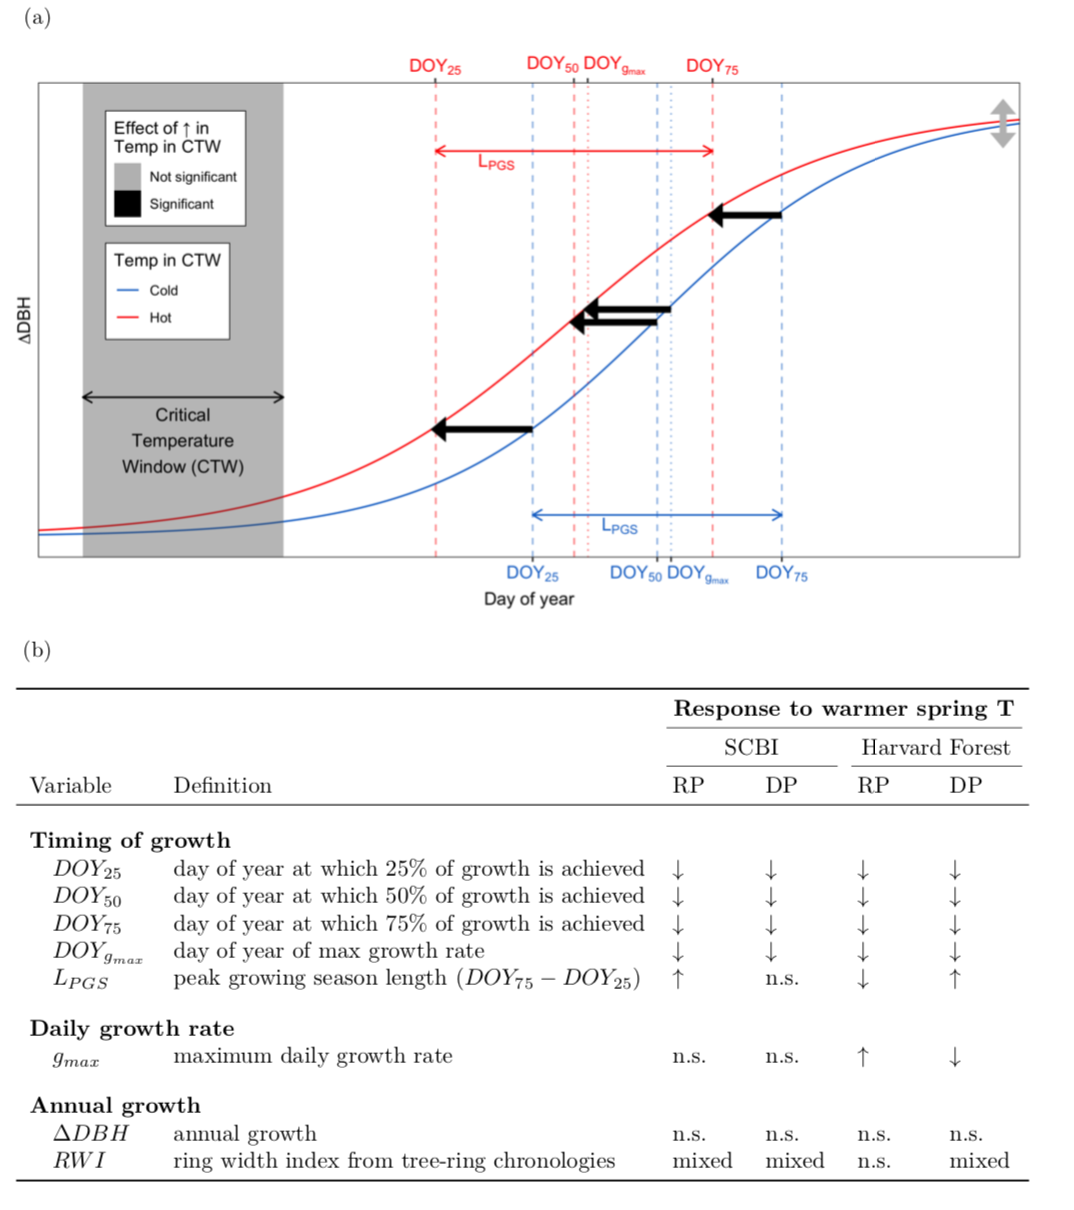 (a)
DOY25 DOY50 DOYgmax DOY75
Effect of ↑ in
Temp in CTW
Not significant
Significant
LPGS
Temp in CTW
Cold
Hot
ΔDBH
Critical
Temperature
Window (CTW)
LPGS
DOY25 DOY50 DOYgmax DOY75
Day of year
(b)
Response to warmer spring T
SCBI Harvard Forest
Variable Definition RP DP RP DP
Timing of growth
DOY25 day of year at which 25% of growth is achieved ↓ ↓ ↓ ↓
DOY50 day of year at which 50% of growth is achieved ↓ ↓ ↓ ↓
DOY75 day of year at which 75% of growth is achieved ↓ ↓ ↓ ↓
DOYgmax day of year of max growth rate ↓ ↓ ↓ ↓
LPGS peak growing season length (DOY75 − DOY25) ↑ n.s. ↓ ↑
Daily growth rate
gmax maximum daily growth rate n.s. n.s. ↑ ↓
Annual growth
ΔDBH annual growth n.s. n.s. n.s. n.s.
RWI ring width index from tree-ring chronologies mixed mixed n.s. mixed